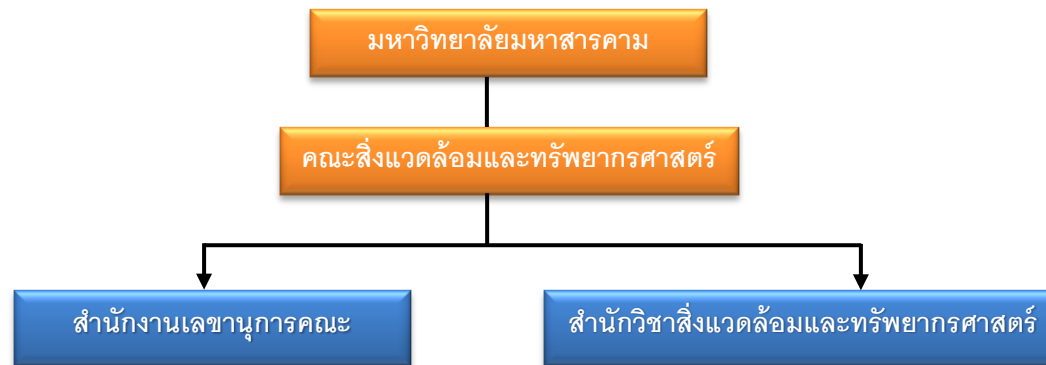 มหาวิทยาลัยมหาสารคาม
คณะสิ่งแวดล้อมและทรัพยากรศาสตร์
สำนักงานเลขานุการคณะ
สำนักวิชาสิ่งแวดล้อมและทรัพยากรศาสตร์